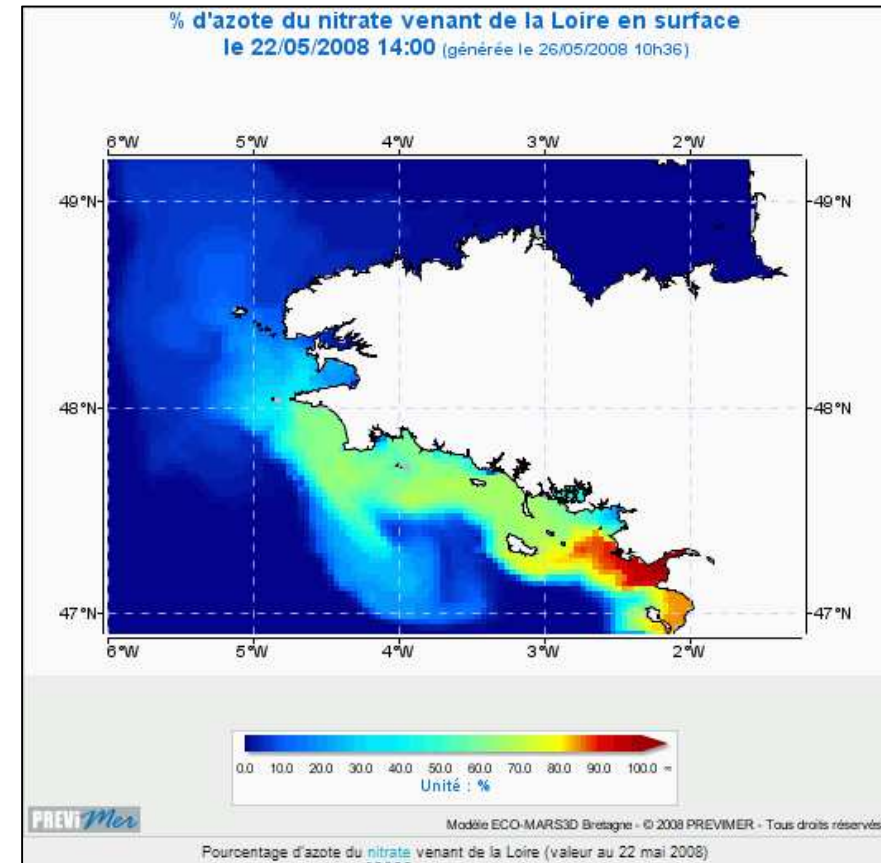 % d'azote du nitrate venant de la Loire en surface
le 22/05/2008 14:00 (générée le 26/05/2008 10h36)
6°W 5°W 4°W 3°W 2°W
49°N 49°N
48°N 48°N
47°N 47°N
6°W 5°W 4°W 3°W 2°W
0.0 10.0 20.0 30.0 40.0 50.0 60.0 70.0 80.0 90.0 100.0
Unité : %
PREVIMer
Modèle ECO-MARS3D Bretagne - © 2008 PREVIMER - Tous droits réservés
Pourcentage d'azote du nitrate venant de la Loire (valeur au 22 mai 2008)